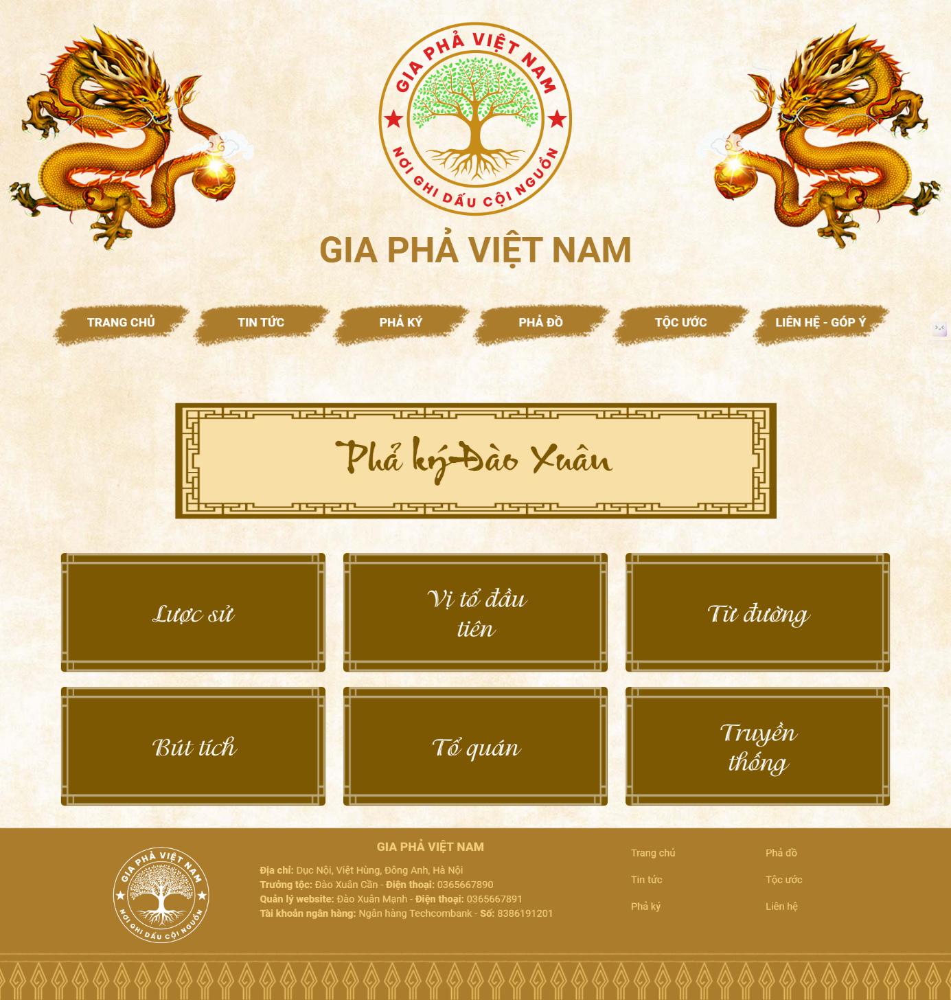 GIA PHẢ VIỆT NAM
NƠI GHI DẤU CỘI NGUỒN
GIA PHẢ VIỆT NAM
TRANG CHỦ
TIN TỨC
PHẢ KÝ
PHẢ ĐỒ
TỘC ƯỚC
LIÊN HỆ - GÓP Ý
Phả ký Đào Xuân
Lược sử
Vị tổ đầu
tiên
Từ đường
Bút tích
Tổ quán
Truyền
thống
GIA PHẢ VIỆT NAM
NƠI GHI DẤU CỘI NGUỒN
GIA PHẢ VIỆT NAM
Địa chỉ: Dục Nội, Việt Hùng, Đông Anh, Hà Nội
Trưởng tộc: Đào Xuân Cần - Điện thoại: 0365667890
Quản lý website: Đào Xuân Mạnh - Điện thoại: 0365667891
Tài khoản ngân hàng: Ngân hàng Techcombank - Số: 8386191201
Trang chủ
Tin tức
Phả ký
Phả đồ
Tộc ước
Liên hệ